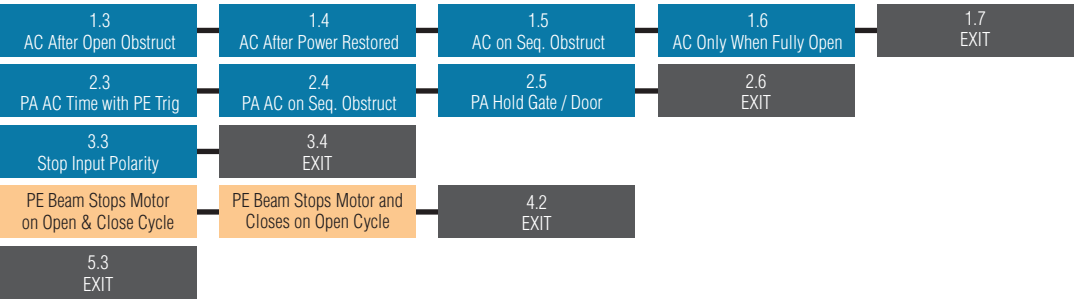 1.3
AC After Open Obstruct
1.4
AC After Power Restored
1.5
AC on Seq. Obstruct
1.6
AC Only When Fully Open
1.7
EXIT
2.3
PA AC Time with PE Trig
2.4
PA AC on Seq. Obstruct
2.5
PA Hold Gate / Door
2.6
EXIT
3.3
Stop Input Polarity
3.4
EXIT
PE Beam Stops Motor
on Open & Close Cycle
PE Beam Stops Motor and
Closes on Open Cycle
4.2
EXIT
5.3
EXIT